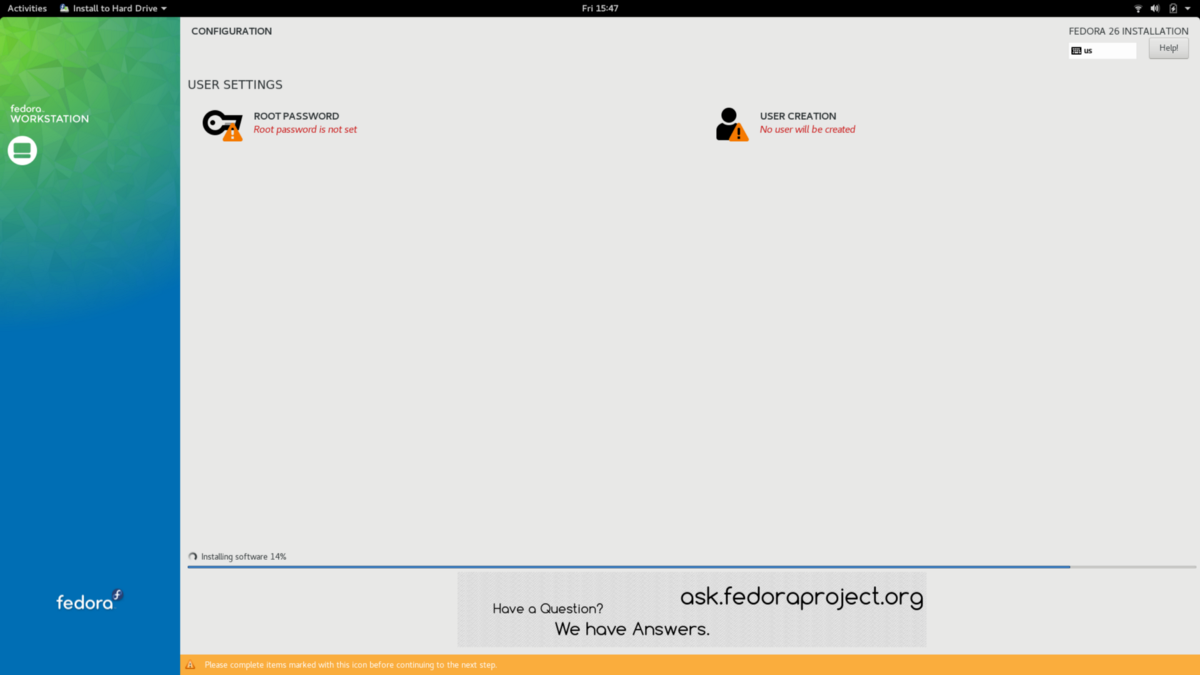 Activities Install to Hard Drive Fri 15:47
CONFIGURATION
FEDORA 26 INSTALLATION
us
Help!
fedora.
WORKSTATION
USER SETTINGS
ROOT PASSWORD
Root password is not set
USER CREATION
No user will be created
Installing software 14%
fedora
Have a Question?
We have Answers.
ask.fedoraproject.org
Please complete items marked with this icon before continuing to the next step.